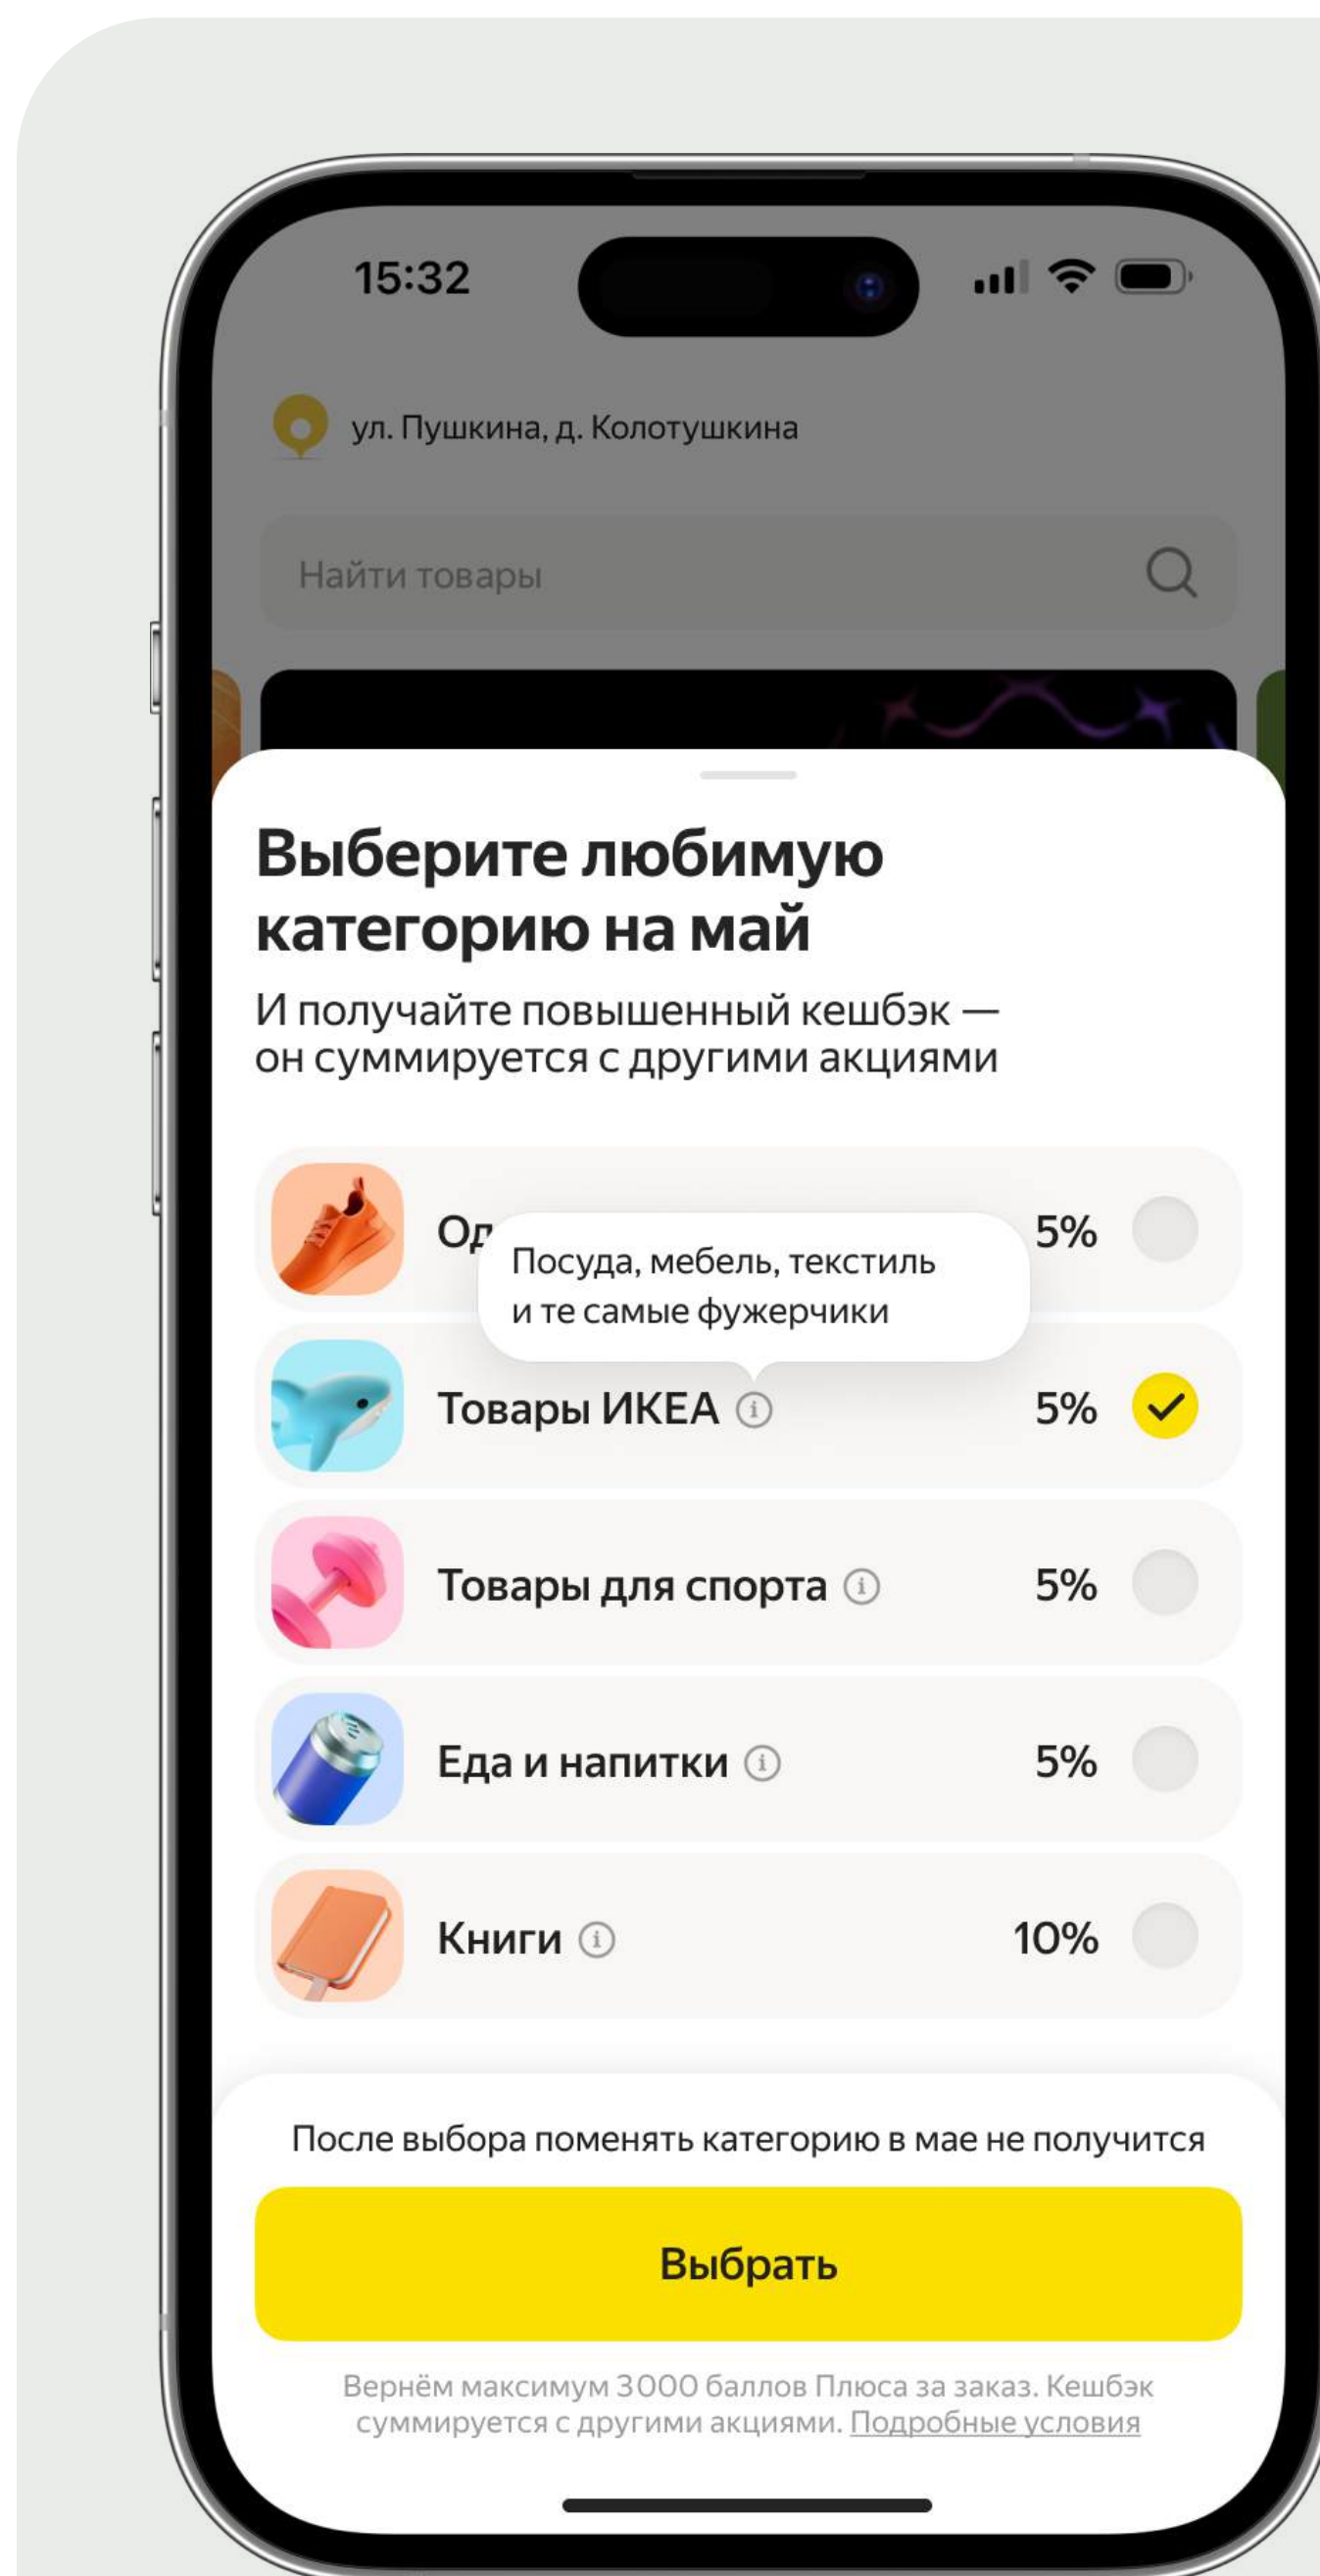 15:32
ул. Пушкина, д. Колотушкина
Найти товары
Выберите любимую
категорию на май
И получайте повышенный кешбэк —
он суммируется с другими акциями
5%
Посуда, мебель, текстиль
и те самые фужерчики
Товары ИКЕА 5%
Товары для спорта 5%
Еда и напитки 5%
Книги 10%
После выбора поменять категорию в мае не получится
Выбрать
Вернём максимум 3000 баллов Плюса за заказ. Кешбэк
суммируется с другими акциями. Подробные условия